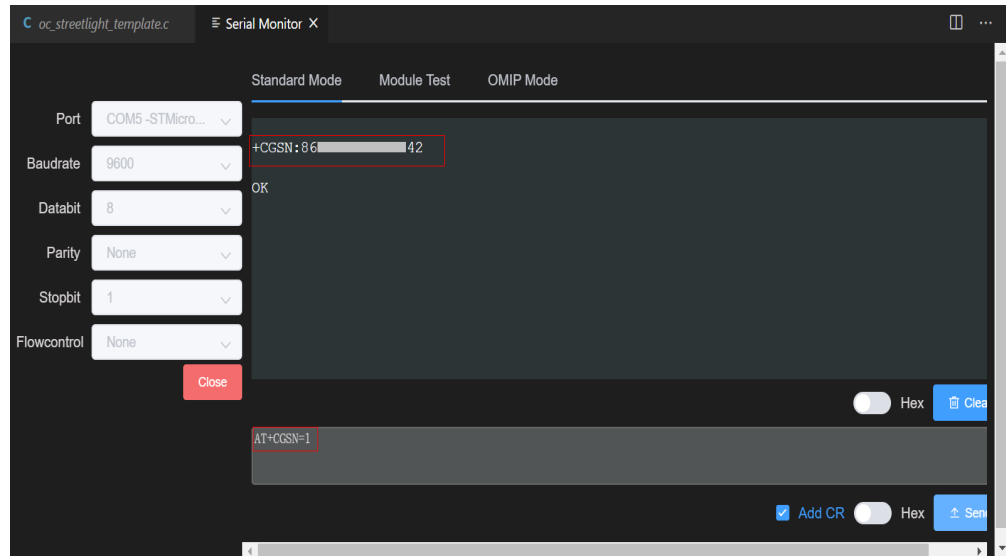 C oc_streetlight_template.c
Serial Monitor X
...
Standard Mode Module Test OMIP Mode
Port COM5 -STMicro...
Baudrate 9600
Databit 8
Parity None
Stopbit 1
Flowcontrol None
Close
+CGSN:86 42
OK
Hex Clea
AT+CGSN=1
Add CR Hex Send